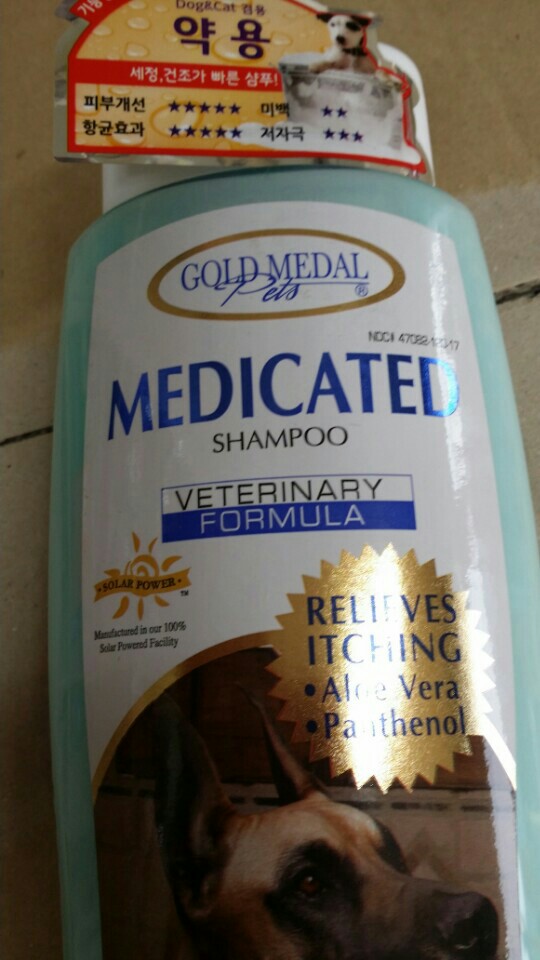 Dog&Cat 겸용
약용
세정,건조가 빠른 샴푸!
피부개선 ★★★★★ 미백 ★★
항균효과 ★★★★★ 저자극 ★★★
GOLD MEDAL
Pets ®
NDC#
MEDICATED
SHAMPOO
VETERINARY
FORMULA
SOLAR POWER ™
Manufactured in our 100%
Solar Powered Facility
RELIEVES
ITCHING
• Aloe Vera
• Panthenol